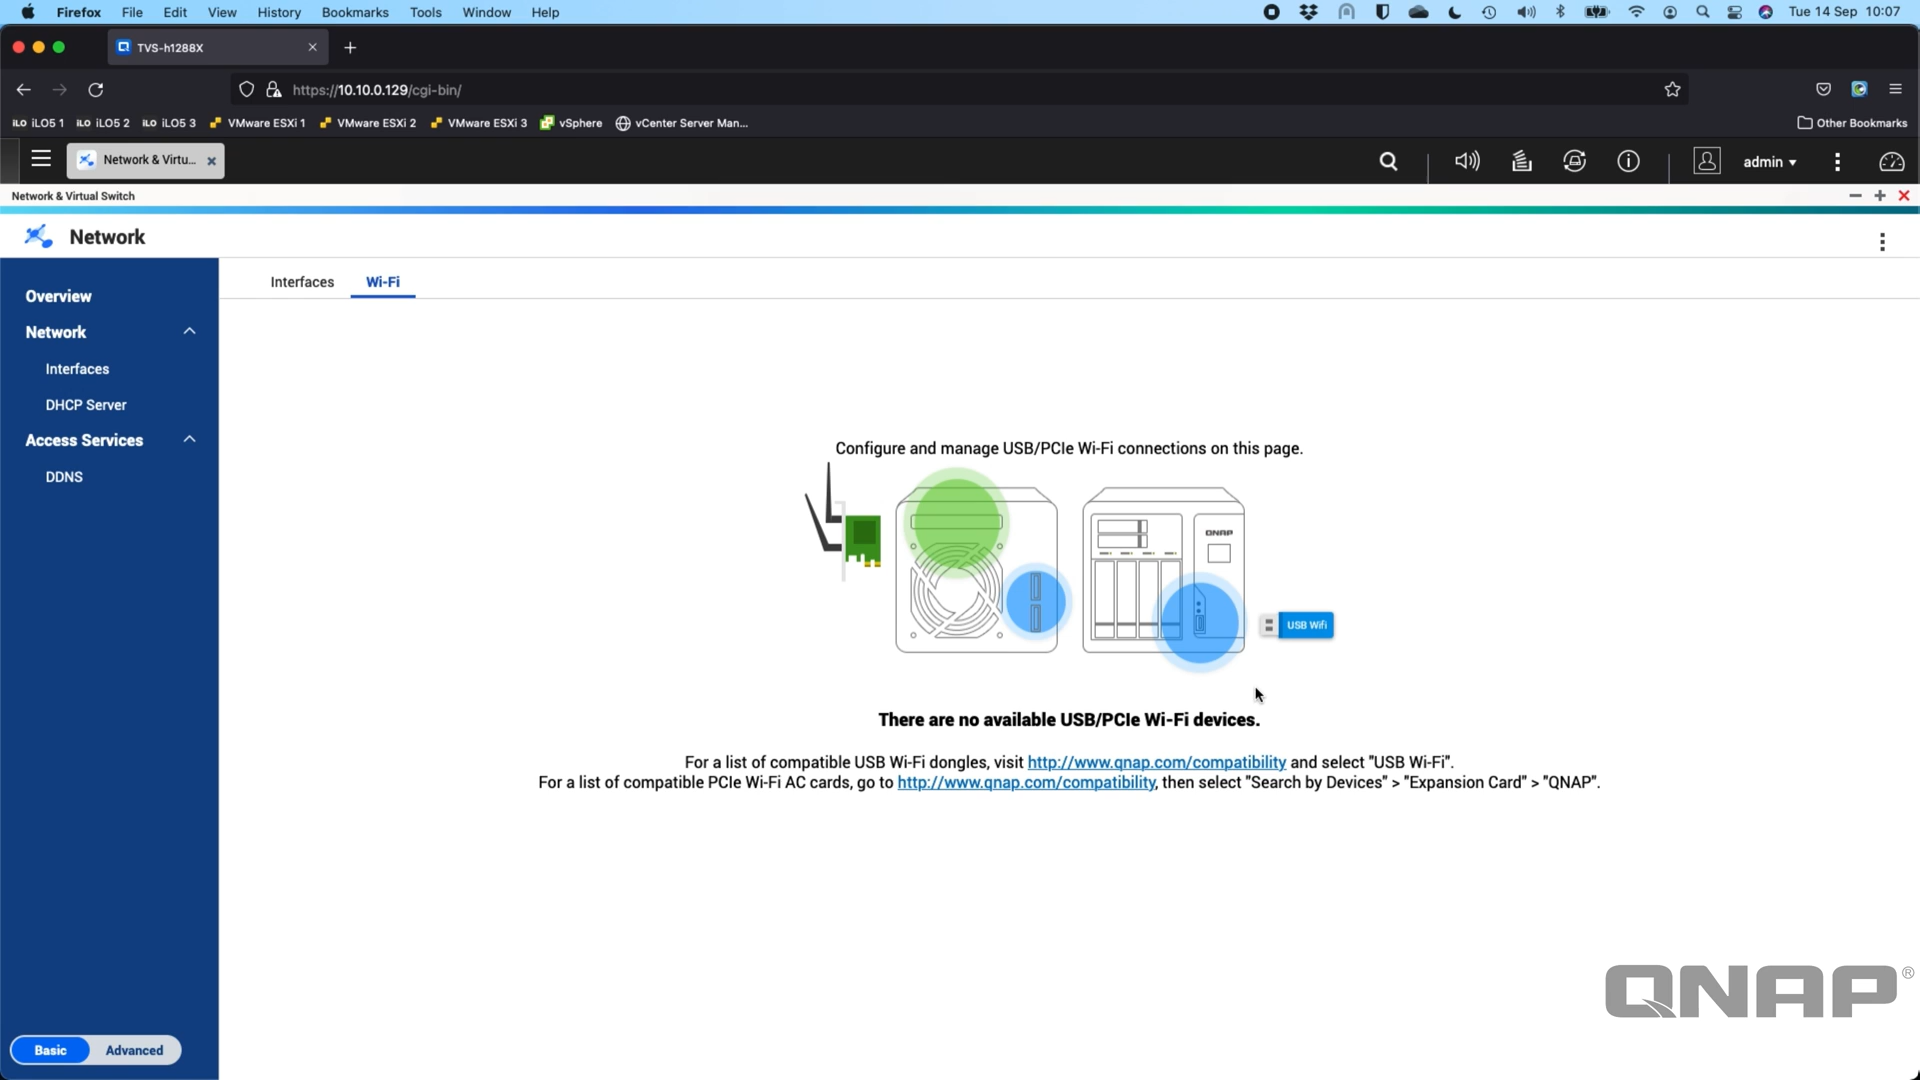 Firefox File Edit View History Bookmarks Tools Window Help Tue 14 Sep 10:07
TVS-h1288X
https://10.10.0.129/cgi-bin/
iLO iLO5 1 iLO iLO5 2 iLO iLO5 3 VMware ESXi 1 VMware ESXi 2 VMware ESXi 3 vSphere vCenter Server Man... Other Bookmarks
Network & Virtu... admin
Network & Virtual Switch
Network
Interfaces Wi-Fi
Overview
Network
Interfaces
DHCP Server
Access Services
DDNS
Configure and manage USB/PCIe Wi-Fi connections on this page.
QNAP
USB Wifi
There are no available USB/PCIe Wi-Fi devices.
For a list of compatible USB Wi-Fi dongles, visit http://www.qnap.com/compatibility and select "USB Wi-Fi".
For a list of compatible PCIe Wi-Fi AC cards, go to http://www.qnap.com/compatibility, then select "Search by Devices" > "Expansion Card" > "QNAP".
QNAP®
Basic Advanced